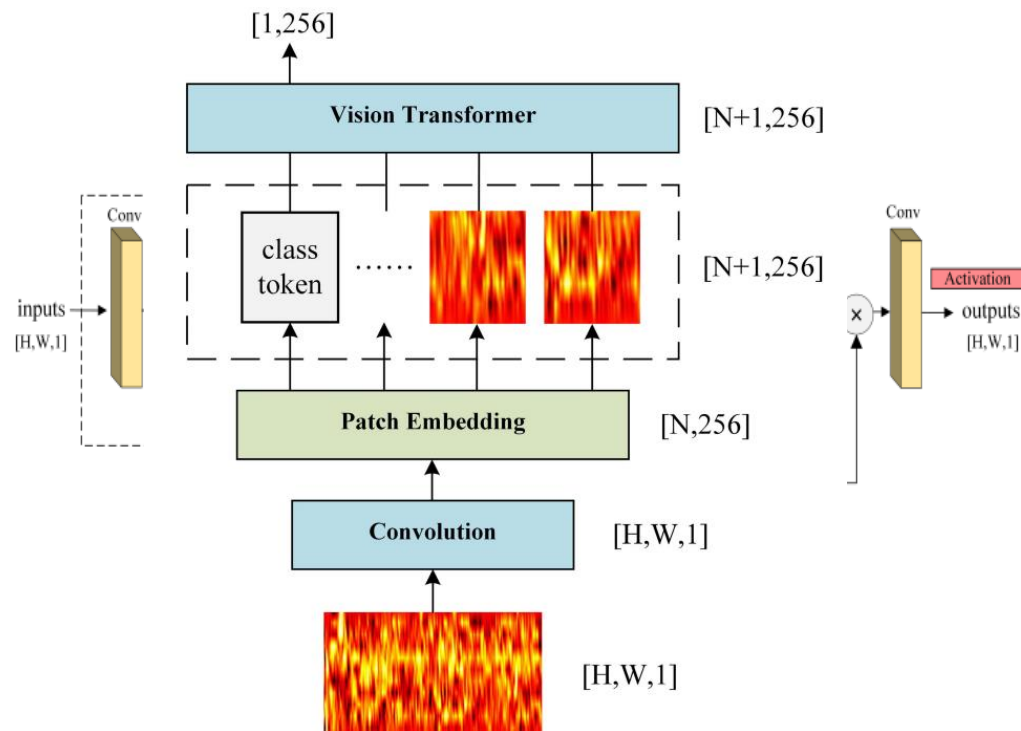 [1,256]
Vision Transformer
[N+1,256]
Conv
inputs
[H,W,1]
class
token
.......
[N+1,256]
Conv
Activation
×
outputs
[H,W,1]
Patch Embedding
[N,256]
Convolution
[H,W,1]
[H,W,1]